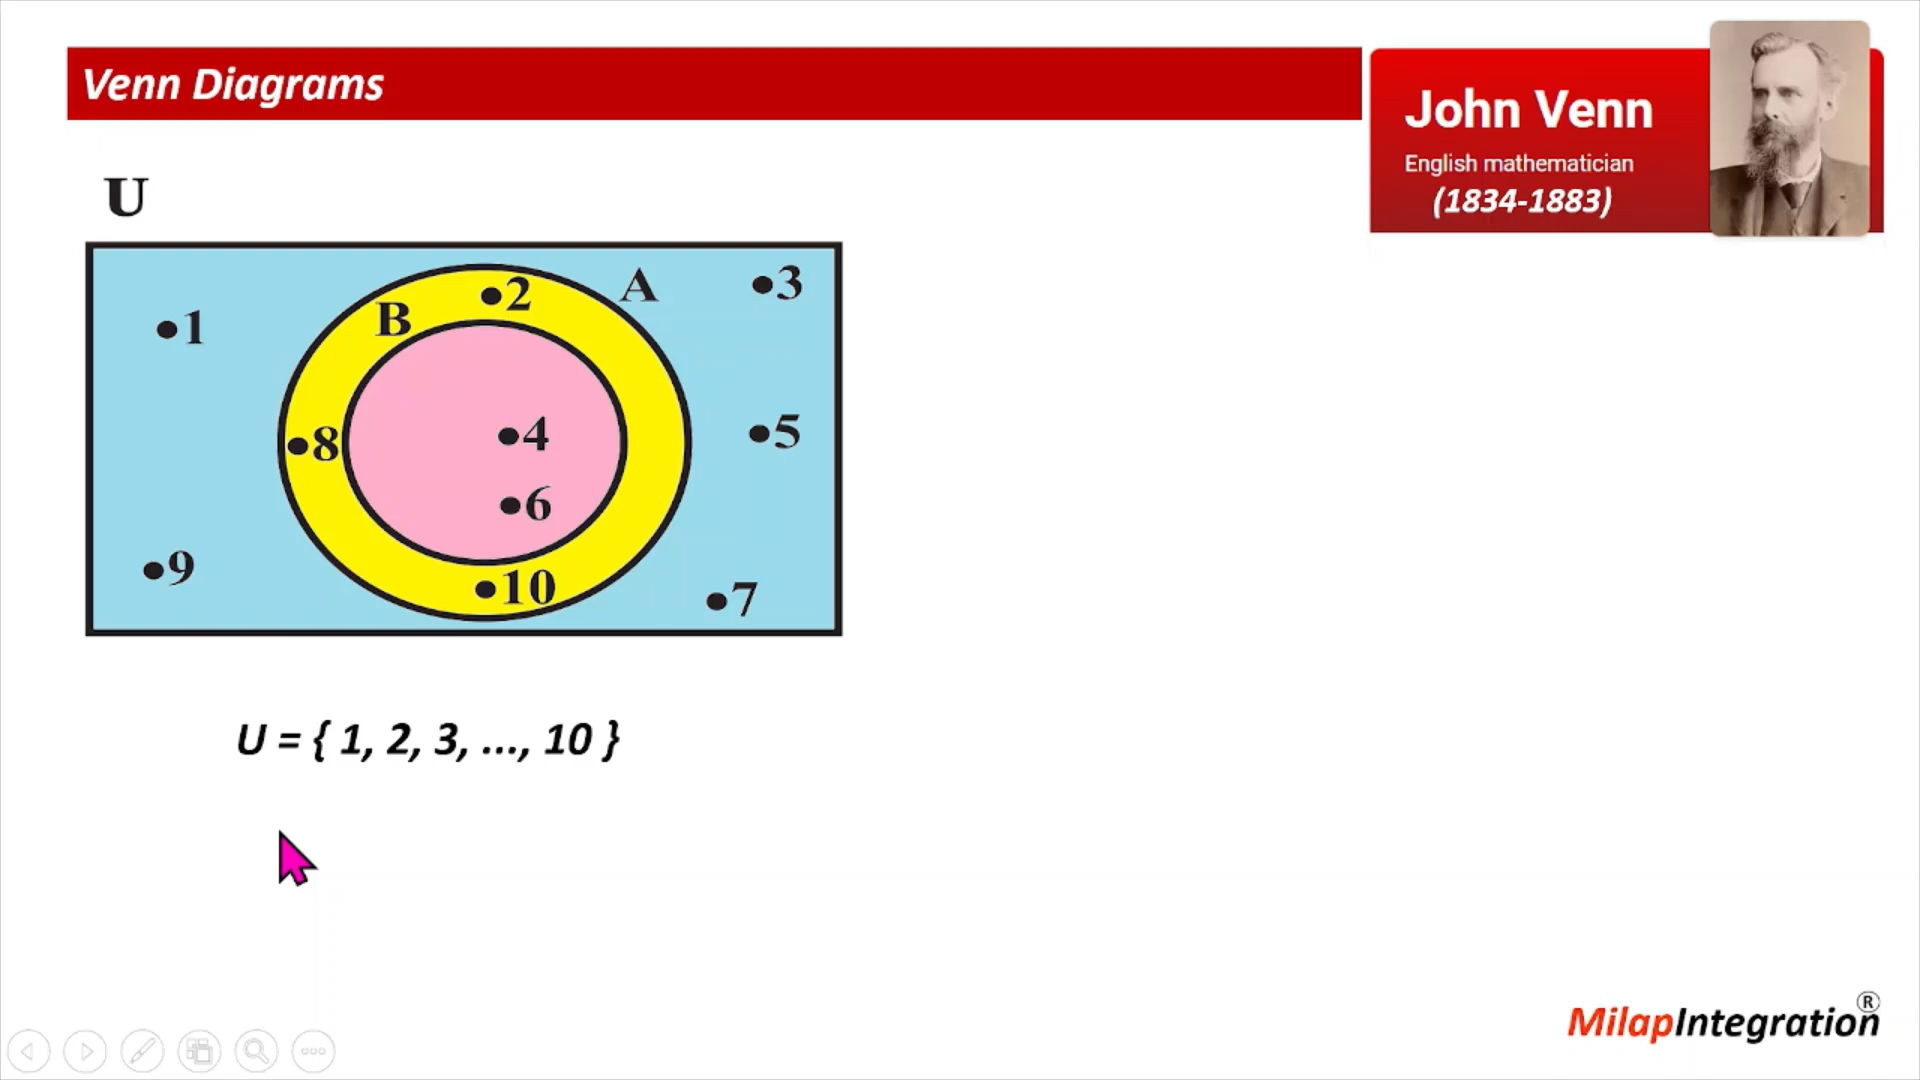 Venn Diagrams
John Venn
English mathematician
(1834-1883)
U
A
B
•1
•2
•3
•4
•5
•6
•7
•8
•9
•10
U = { 1, 2, 3, ..., 10 }
MilapIntegration®